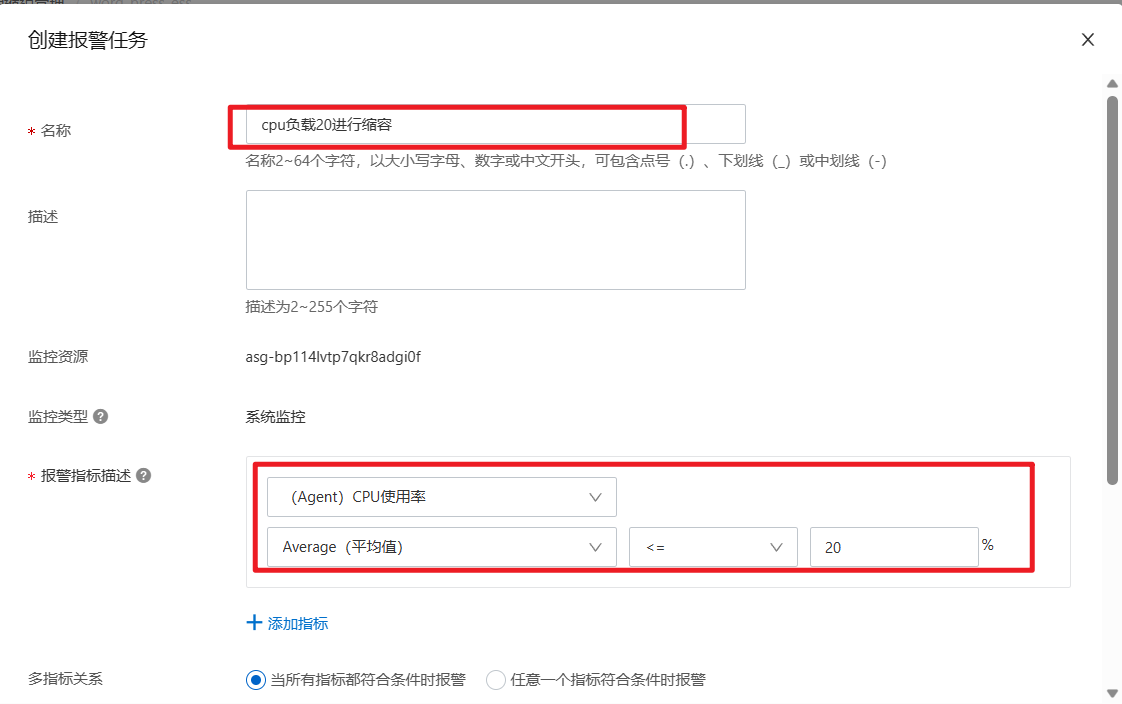 创建报警任务
* 名称
cpu负载20进行缩容
名称2~64个字符，以大小写字母、数字或中文开头，可包含点号（.）、下划线（_）或中划线（-）
描述
描述为2~255个字符
监控资源
asg-bp114lvtp7qkr8adgi0f
监控类型 ?
系统监控
* 报警指标描述 ?
（Agent）CPU使用率
Average（平均值） <= 20 %
+ 添加指标
多指标关系
当所有指标都符合条件时报警 任意一个指标符合条件时报警